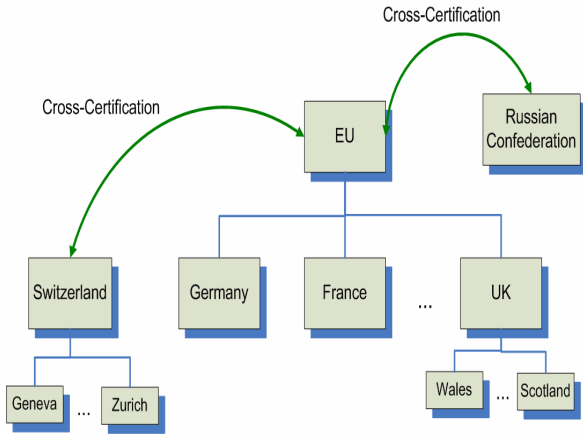 Cross-Certification
Cross-Certification
EU
Russian
Confederation
Switzerland
Germany
France
...
UK
Geneva
...
Zurich
Wales
...
Scotland